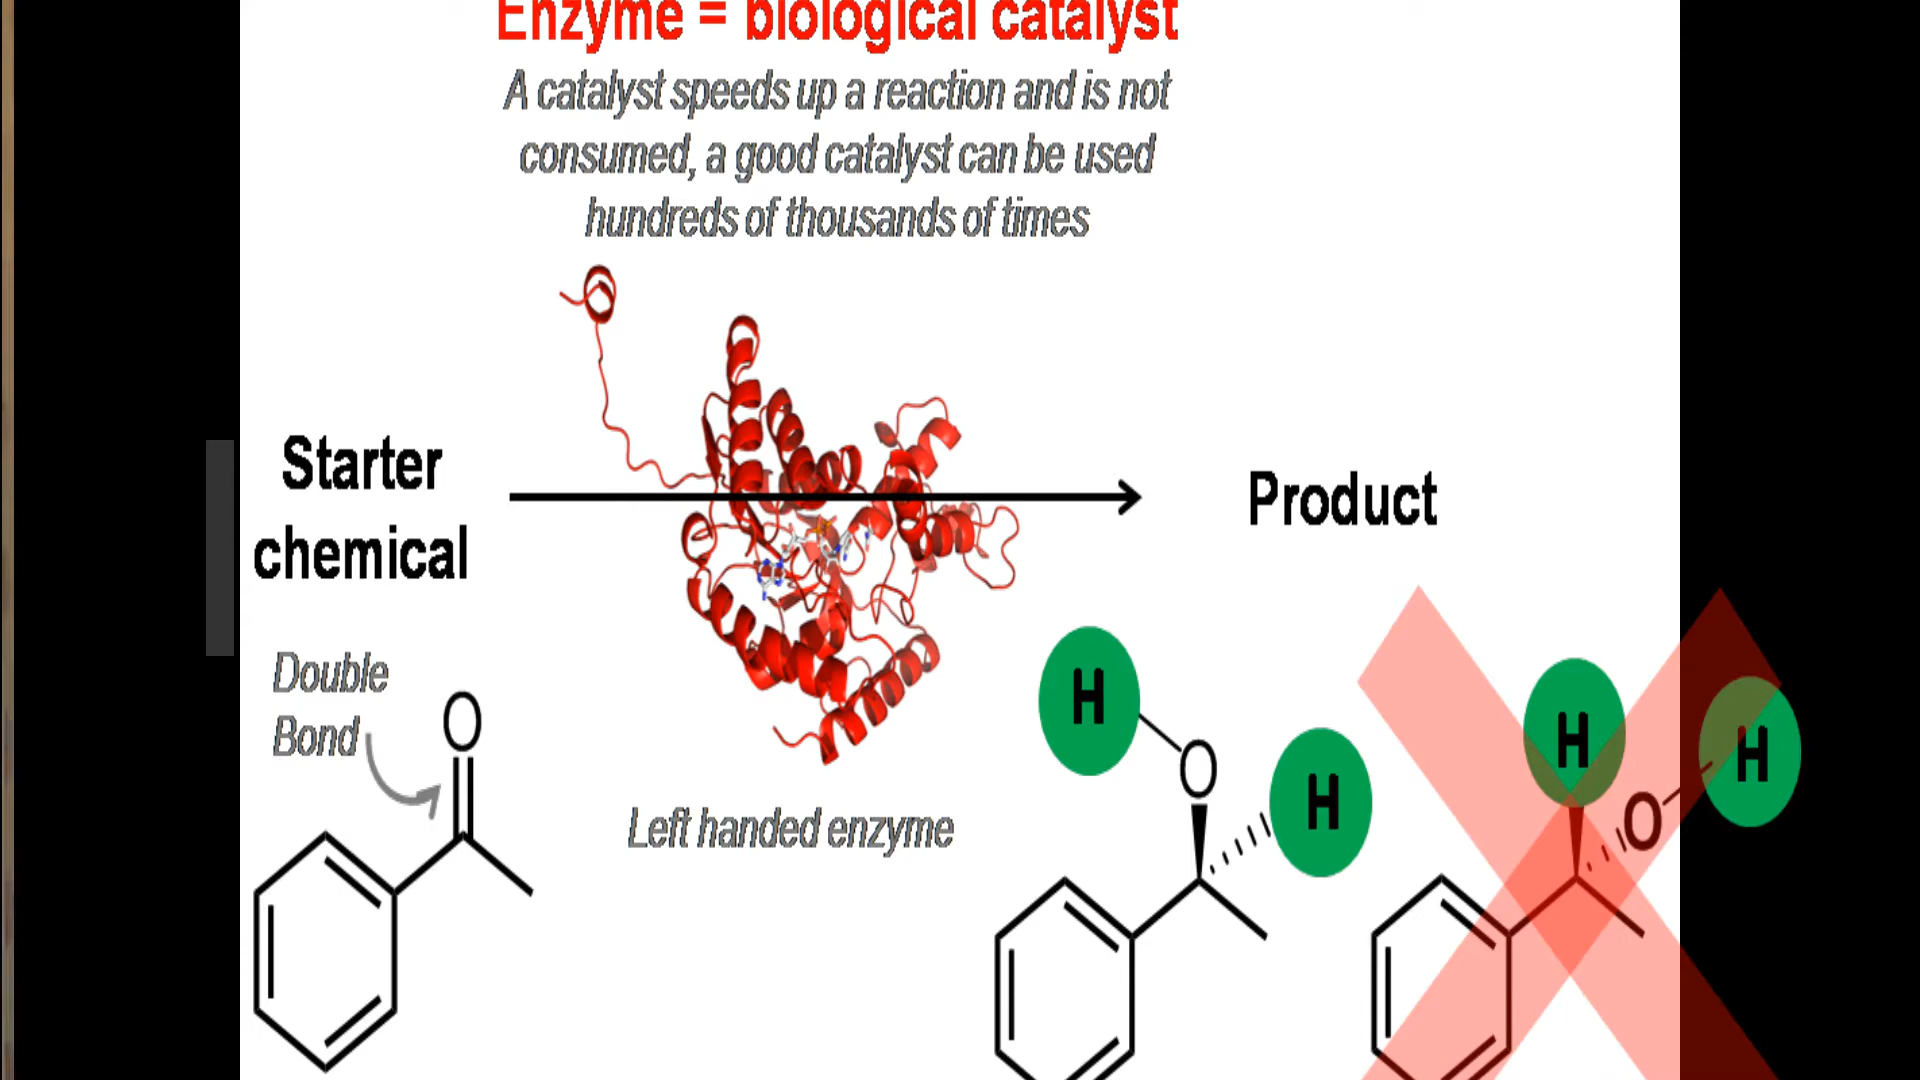 Enzyme = biological catalyst
A catalyst speeds up a reaction and is not
consumed, a good catalyst can be used
hundreds of thousands of times
Starter
chemical
Product
Double
Bond
O
Left handed enzyme
H
O
H
H
O
H